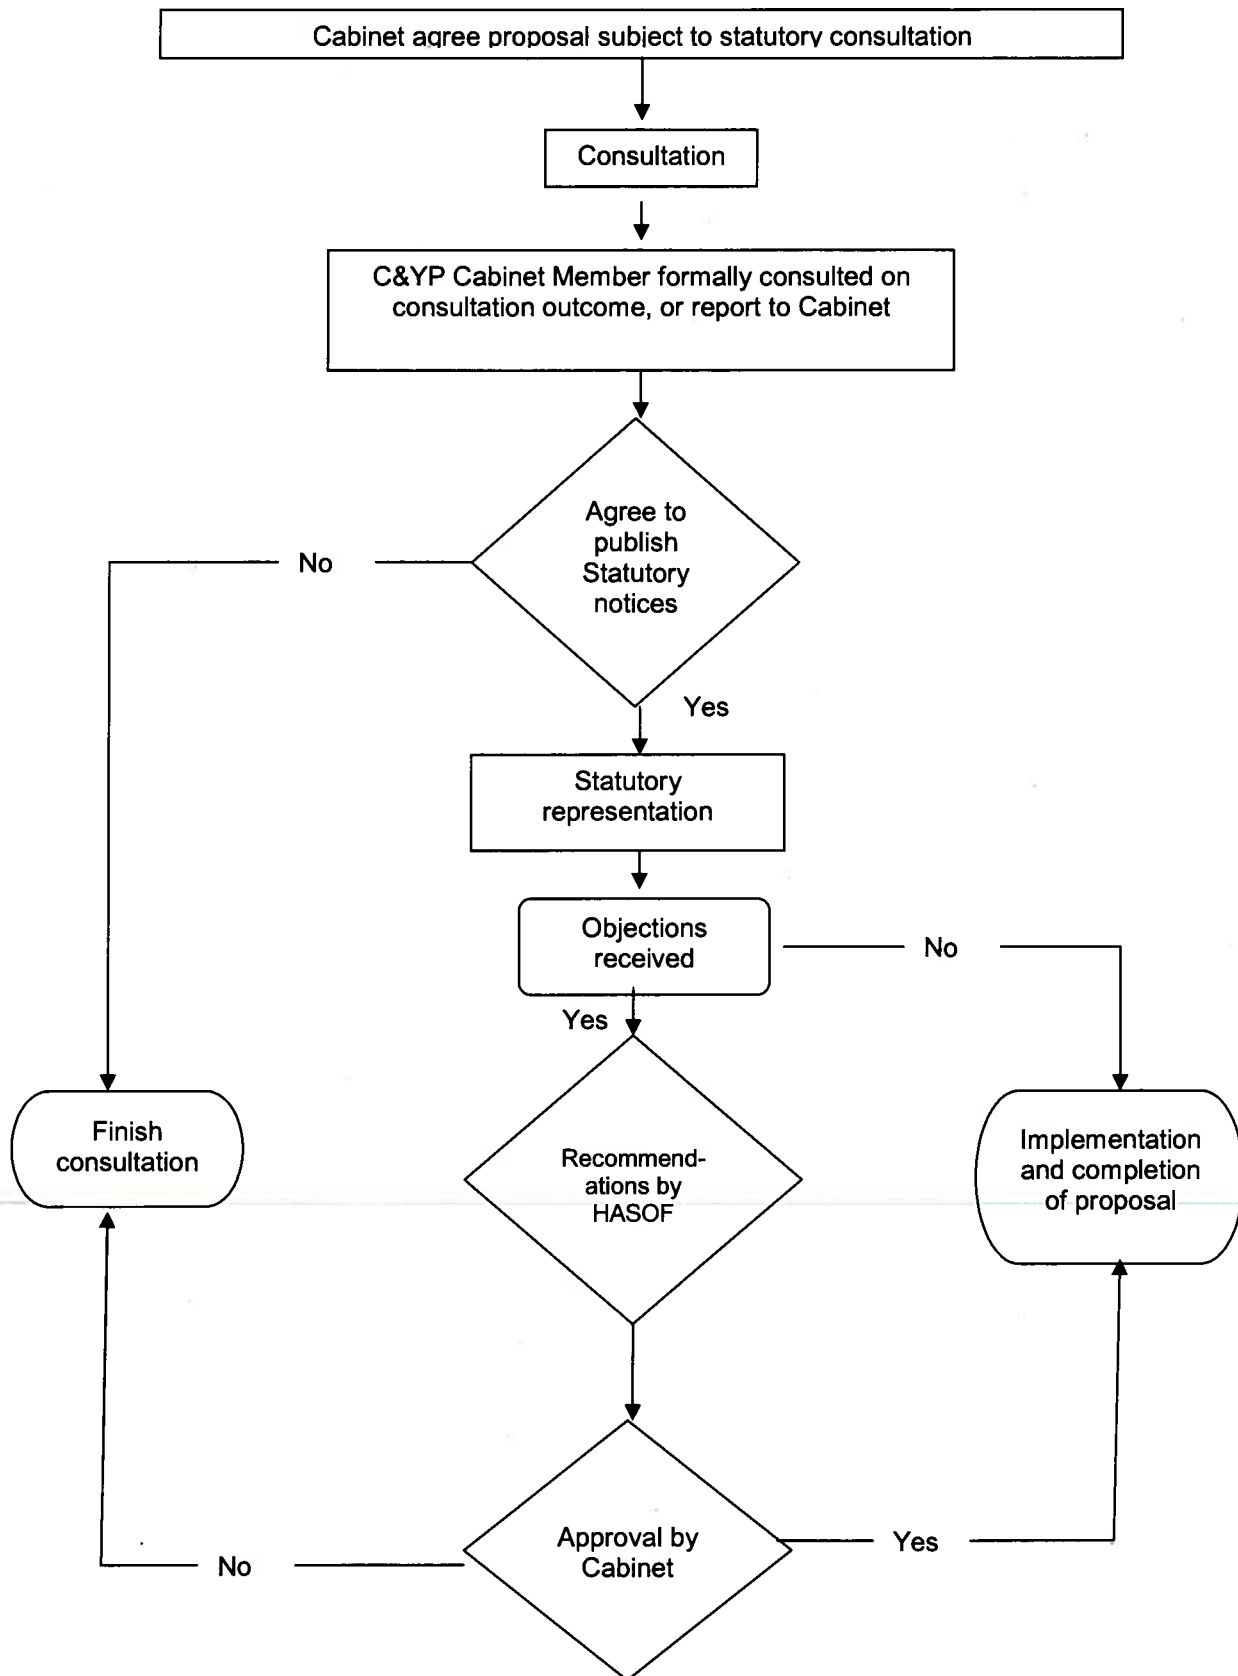 Cabinet agree proposal subject to statutory consultation
Consultation
C&YP Cabinet Member formally consulted on
consultation outcome, or report to Cabinet
Agree to
publish
Statutory
notices
No
Yes
Statutory
representation
Objections
received
No
Yes
Finish
consultation
Recommend-
ations by
HASOF
Implementation
and completion
of proposal
Approval by
Cabinet
Yes
No